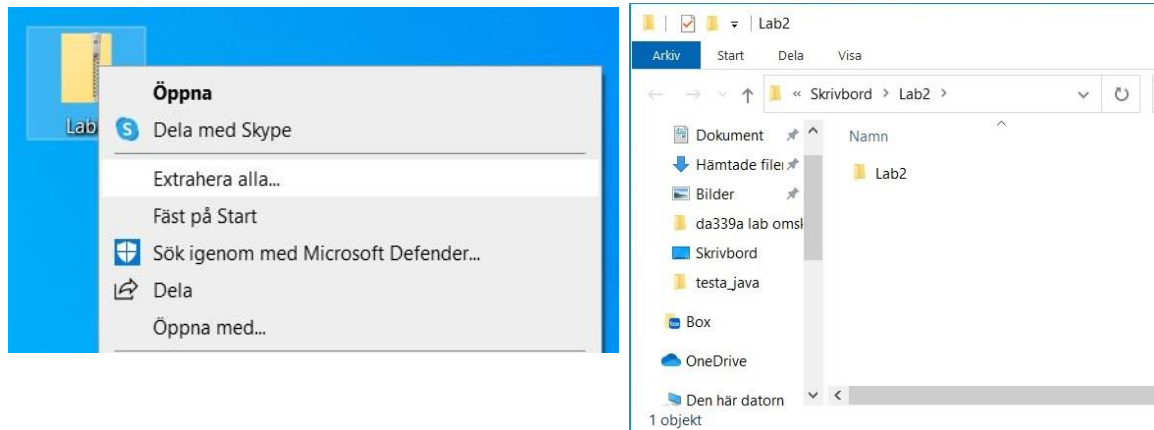 Lab
Öppna
Dela med Skype
Extrahera alla...
Fäst på Start
Sök igenom med Microsoft Defender...
Dela
Öppna med...
Lab2
Arkiv Start Dela Visa
« Skrivbord > Lab2 >
Namn
Dokument
Hämtade filer
Bilder
da339a lab omsk
Skrivbord
testa_java
box Box
OneDrive
Den här datorn
Lab2
1 objekt